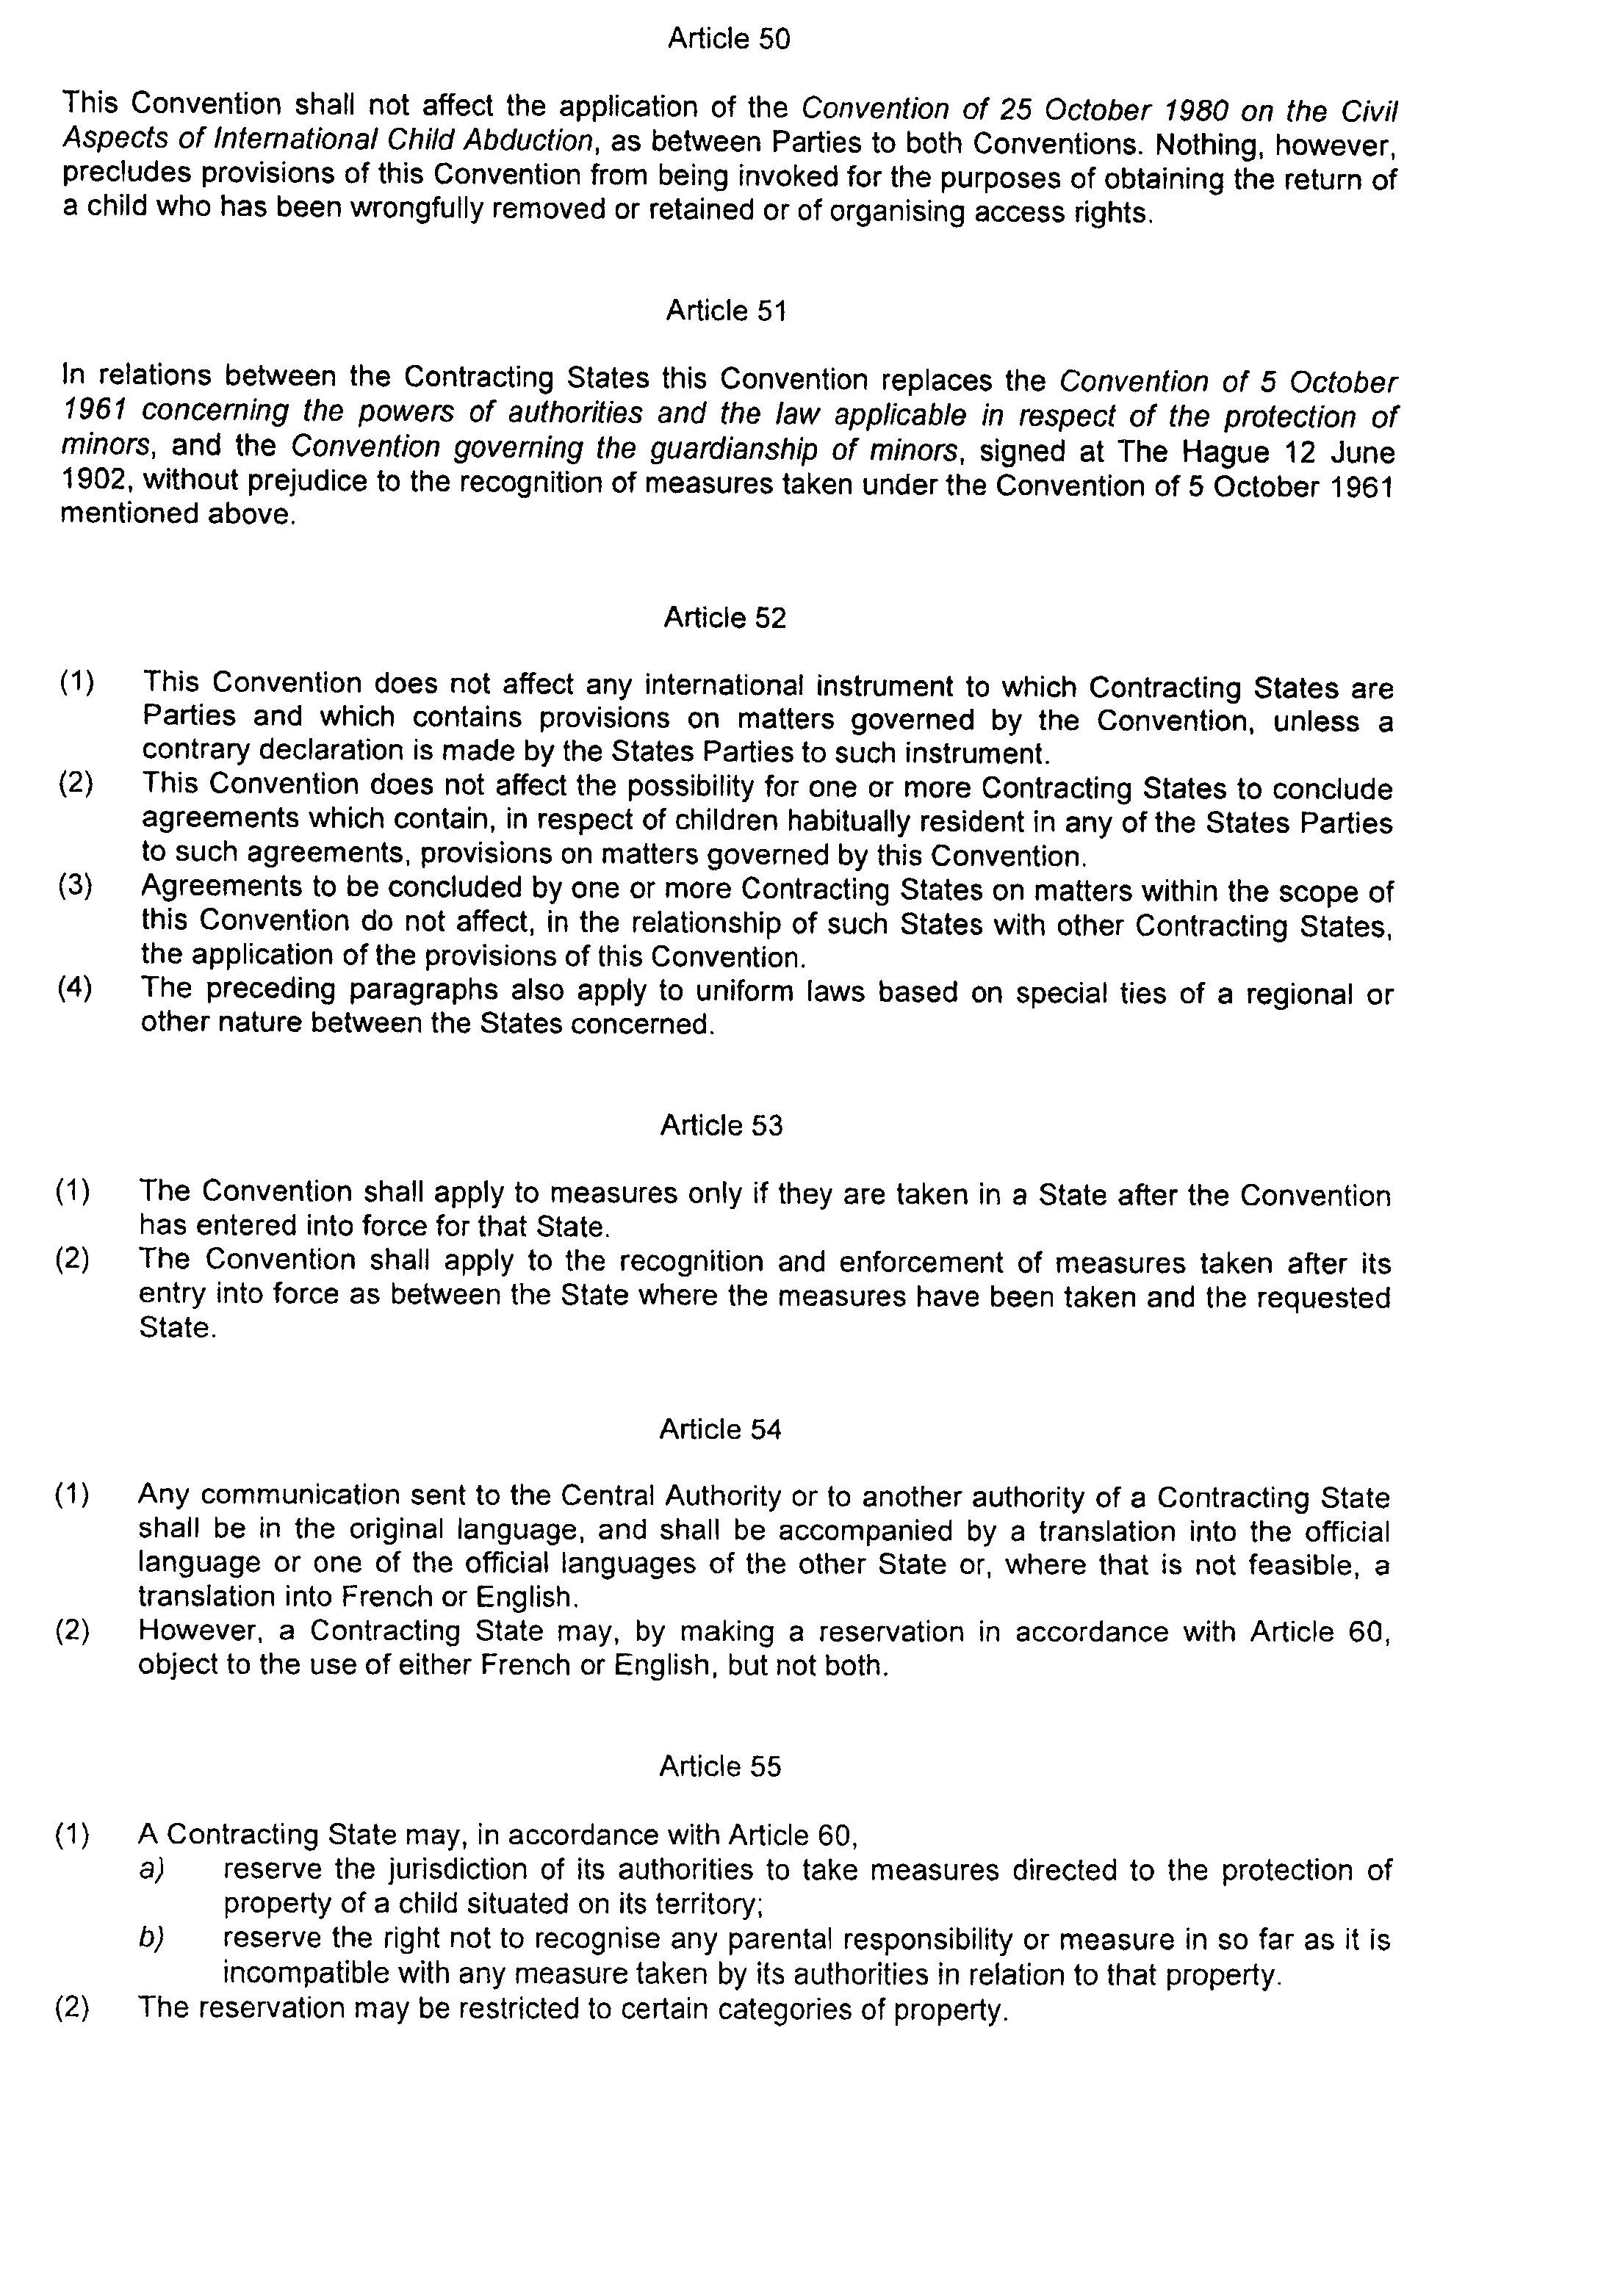 Article 50
This Convention shall not affect the application of the Convention of 25 October 1980 on the Civil
Aspects of International Child Abduction, as between Parties to both Conventions. Nothing, however,
precludes provisions of this Convention from being invoked for the purposes of obtaining the return of
a child who has been wrongfully removed or retained or of organising access rights.
Article 51
In relations between the Contracting States this Convention replaces the Convention of 5 October
1961 concerning the powers of authorities and the law applicable in respect of the protection of
minors, and the Convention governing the guardianship of minors, signed at The Hague 12 June
1902, without prejudice to the recognition of measures taken under the Convention of 5 October 1961
mentioned above.
Article 52
(1) This Convention does not affect any international instrument to which Contracting States are
Parties and which contains provisions on matters governed by the Convention, unless a
contrary declaration is made by the States Parties to such instrument.
(2) This Convention does not affect the possibility for one or more Contracting States to conclude
agreements which contain, in respect of children habitually resident in any of the States Parties
to such agreements, provisions on matters governed by this Convention.
(3) Agreements to be concluded by one or more Contracting States on matters within the scope of
this Convention do not affect, in the relationship of such States with other Contracting States,
the application of the provisions of this Convention.
(4) The preceding paragraphs also apply to uniform laws based on special ties of a regional or
other nature between the States concerned.
Article 53
(1) The Convention shall apply to measures only if they are taken in a State after the Convention
has entered into force for that State.
(2) The Convention shall apply to the recognition and enforcement of measures taken after its
entry into force as between the State where the measures have been taken and the requested
State.
Article 54
(1) Any communication sent to the Central Authority or to another authority of a Contracting State
shall be in the original language, and shall be accompanied by a translation into the official
language or one of the official languages of the other State or, where that is not feasible, a
translation into French or English.
(2) However, a Contracting State may, by making a reservation in accordance with Article 60,
object to the use of either French or English, but not both.
Article 55
(1) A Contracting State may, in accordance with Article 60,
a) reserve the jurisdiction of its authorities to take measures directed to the protection of
property of a child situated on its territory;
b) reserve the right not to recognise any parental responsibility or measure in so far as it is
incompatible with any measure taken by its authorities in relation to that property.
(2) The reservation may be restricted to certain categories of property.